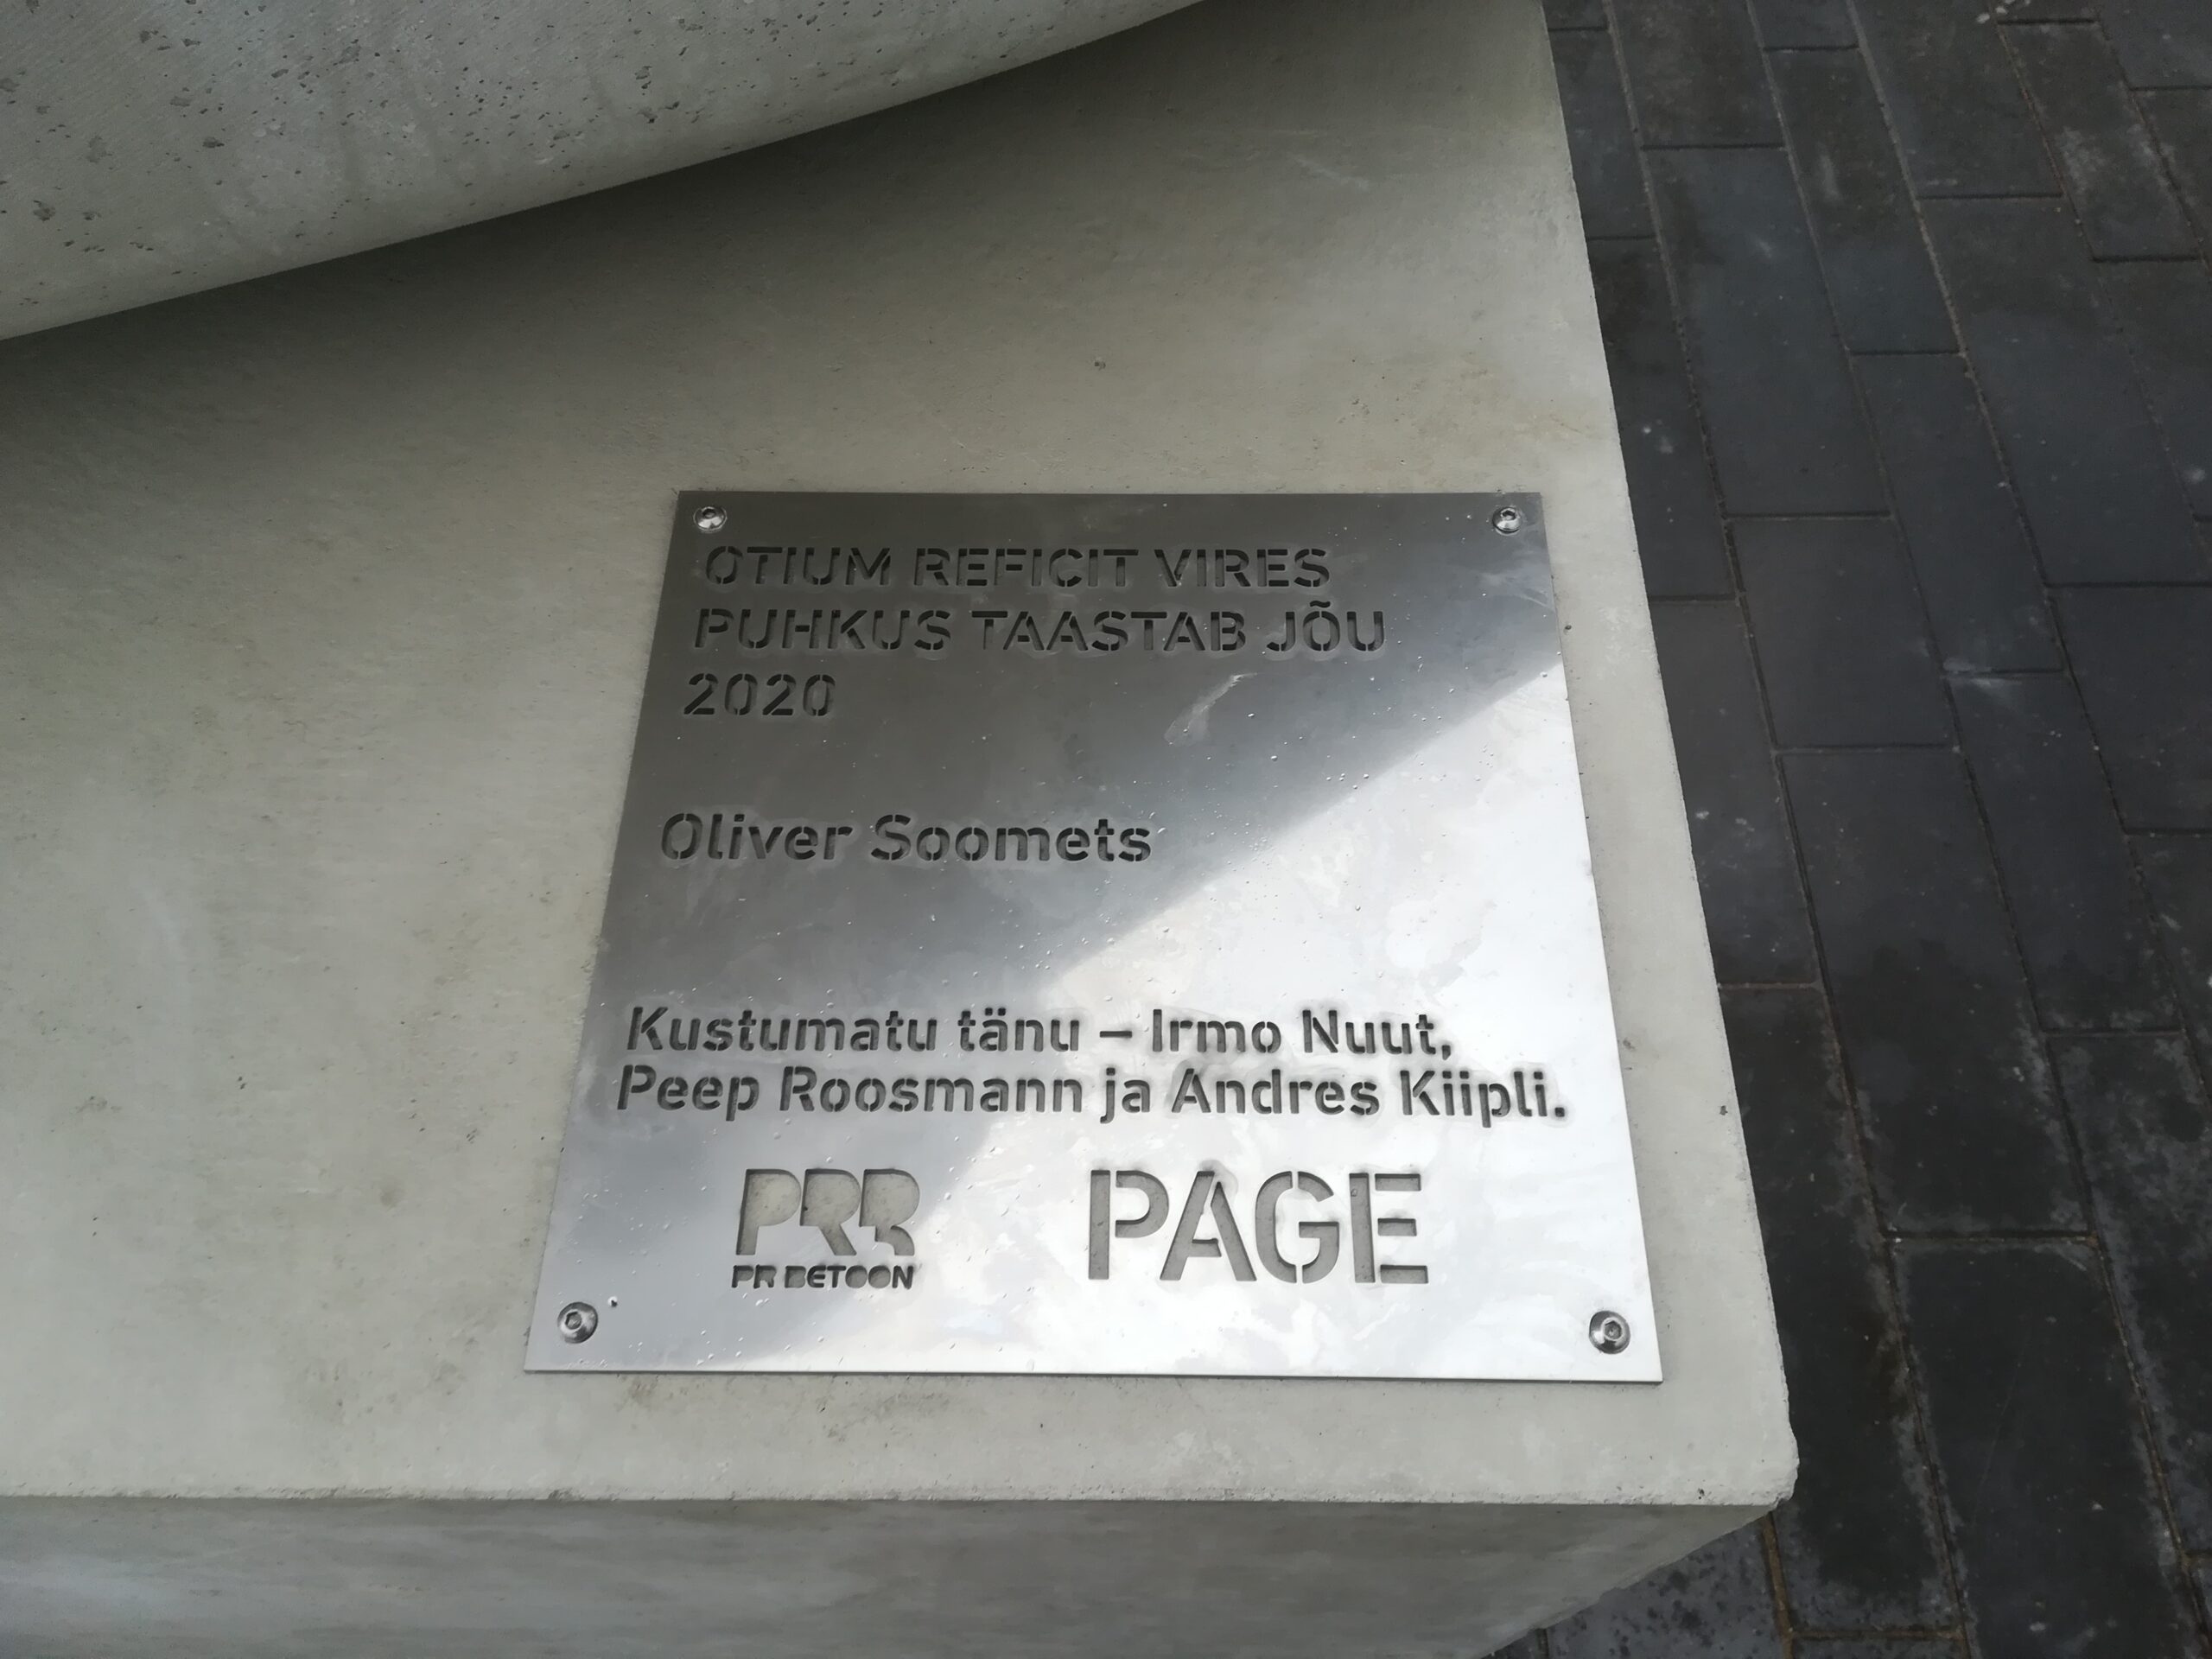 OTIUM REFICIT VIRES
PUHKUS TAASTAB JÕU
2020
Oliver Soomets
Kustumatu tänu – Irmo Nuut,
Peep Roosmann ja Andres Kiipli.
PRB
PR BETOON
PAGE